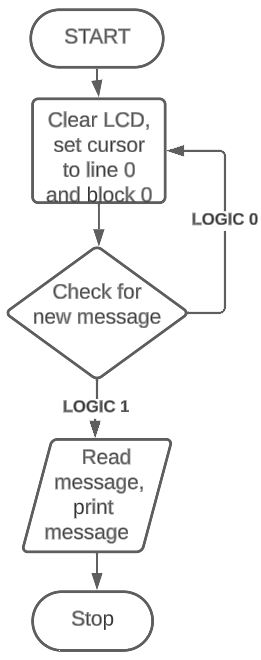 START
Clear LCD,
set cursor
to line 0
and block 0
LOGIC 0
Check for
new message
LOGIC 1
Read
message,
print
message
Stop